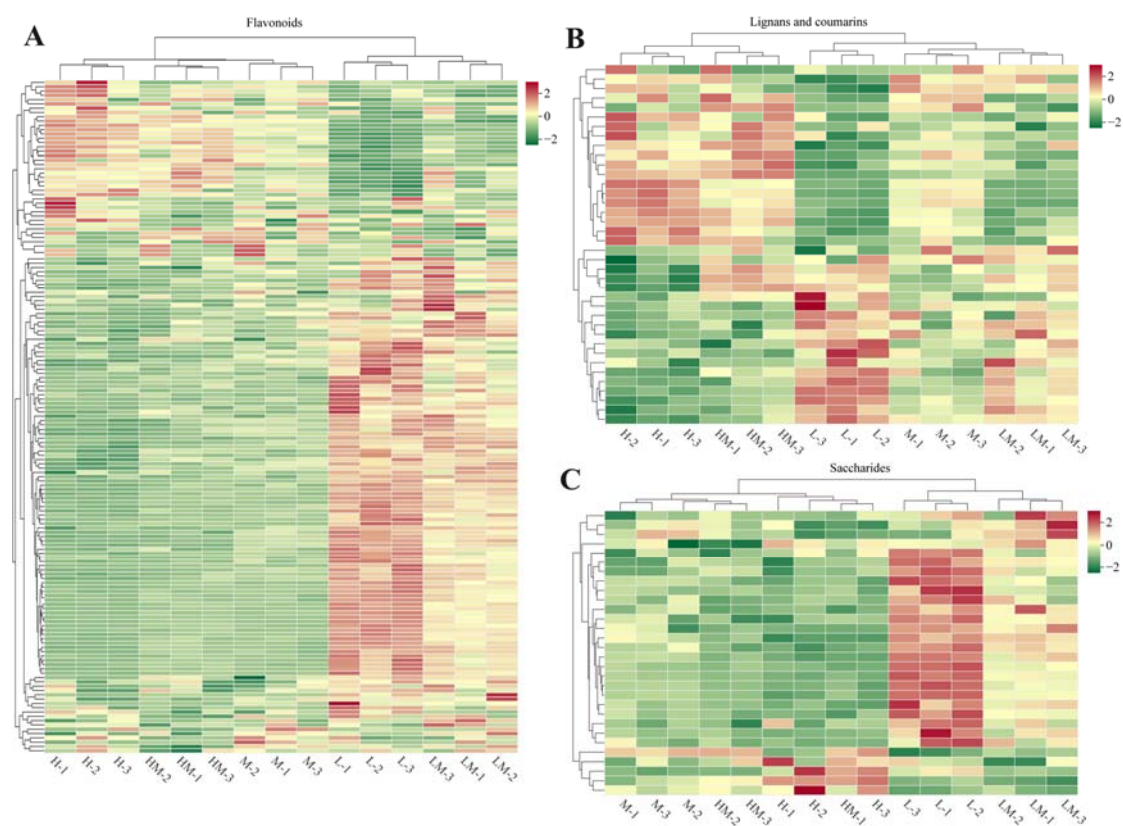 A
Flavonoids
2
0
−2
H-1 H-2 H-3 HM-2 HM-1 HM-3 M-2 M-1 M-3 L-1 L-2 L-3 LM-3 LM-1 LM-2
B
Lignans and coumarins
2
0
−2
H-2 H-1 H-3 HM-1 HM-2 HM-3 L-3 L-1 L-2 M-1 M-2 M-3 LM-2 LM-1 LM-3
C
Saccharides
2
0
−2
M-1 M-3 M-2 HM-2 HM-3 H-1 H-2 HM-1 H-3 L-3 L-1 L-2 LM-2 LM-1 LM-3